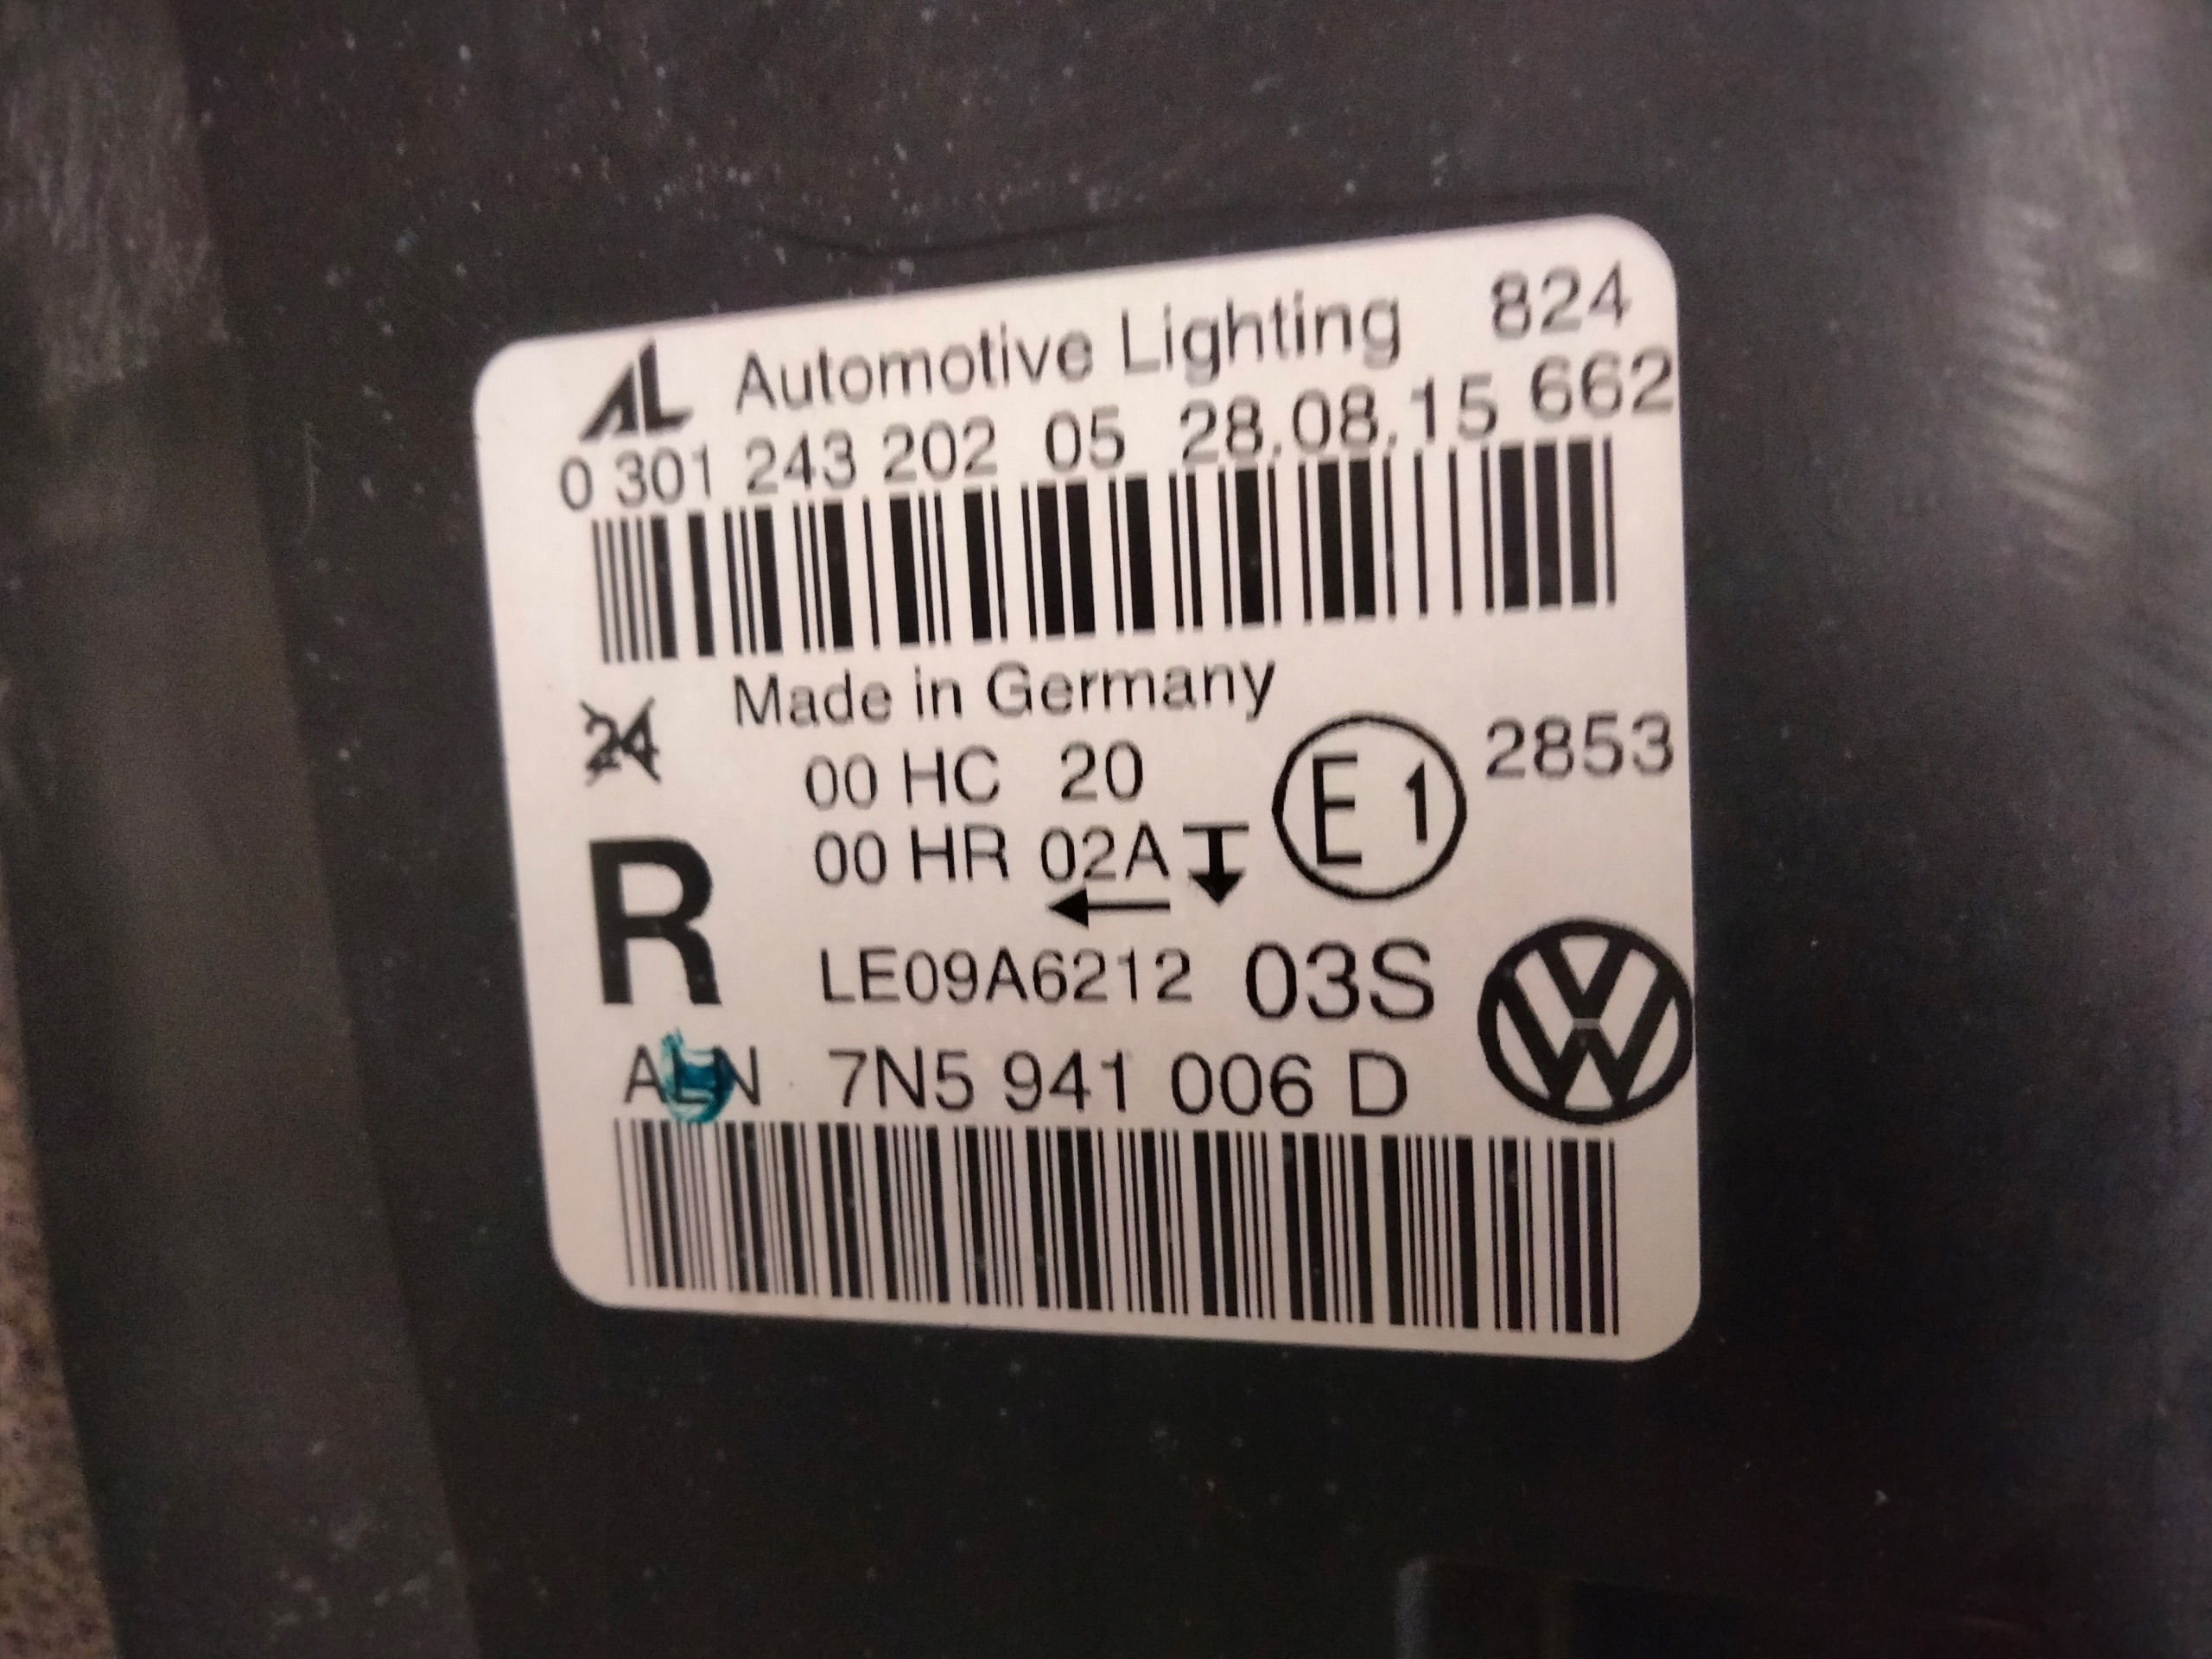 AL Automotive Lighting 824
0 301 243 202 05 28.08.15 662
Made in Germany
24
00 HC 20
E1 2853
00 HR 02A
R
LE09A6212 03S
ALN 7N5 941 006 D
VW